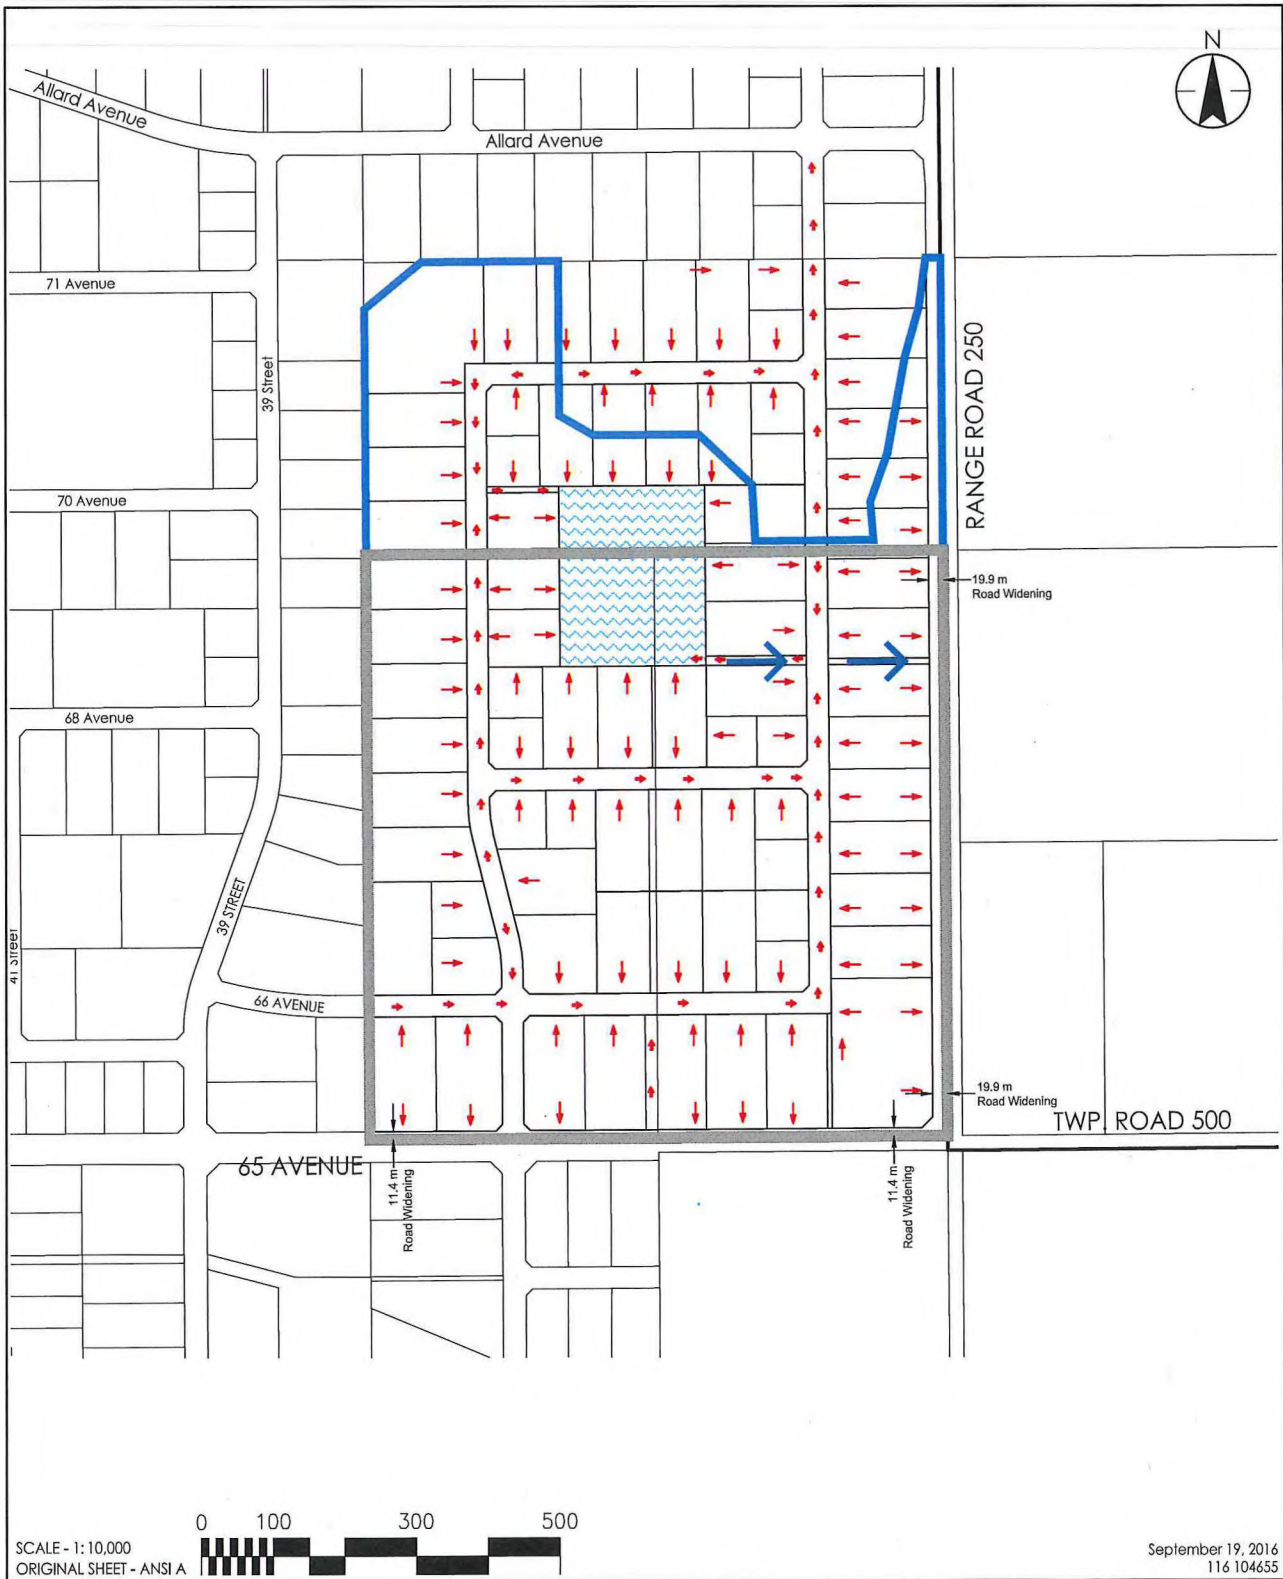 N
Allard Avenue
Allard Avenue
71 Avenue
39 Street
RANGE ROAD 250
70 Avenue
19.9 m
Road Widening
68 Avenue
39 STREET
41 Street
66 AVENUE
19.9 m
Road Widening
TWP. ROAD 500
65 AVENUE
11.4 m
Road Widening
11.4 m
Road Widening
0 100 300 500
SCALE - 1:10,000
ORIGINAL SHEET - ANSI A
September 19, 2016
116 104655